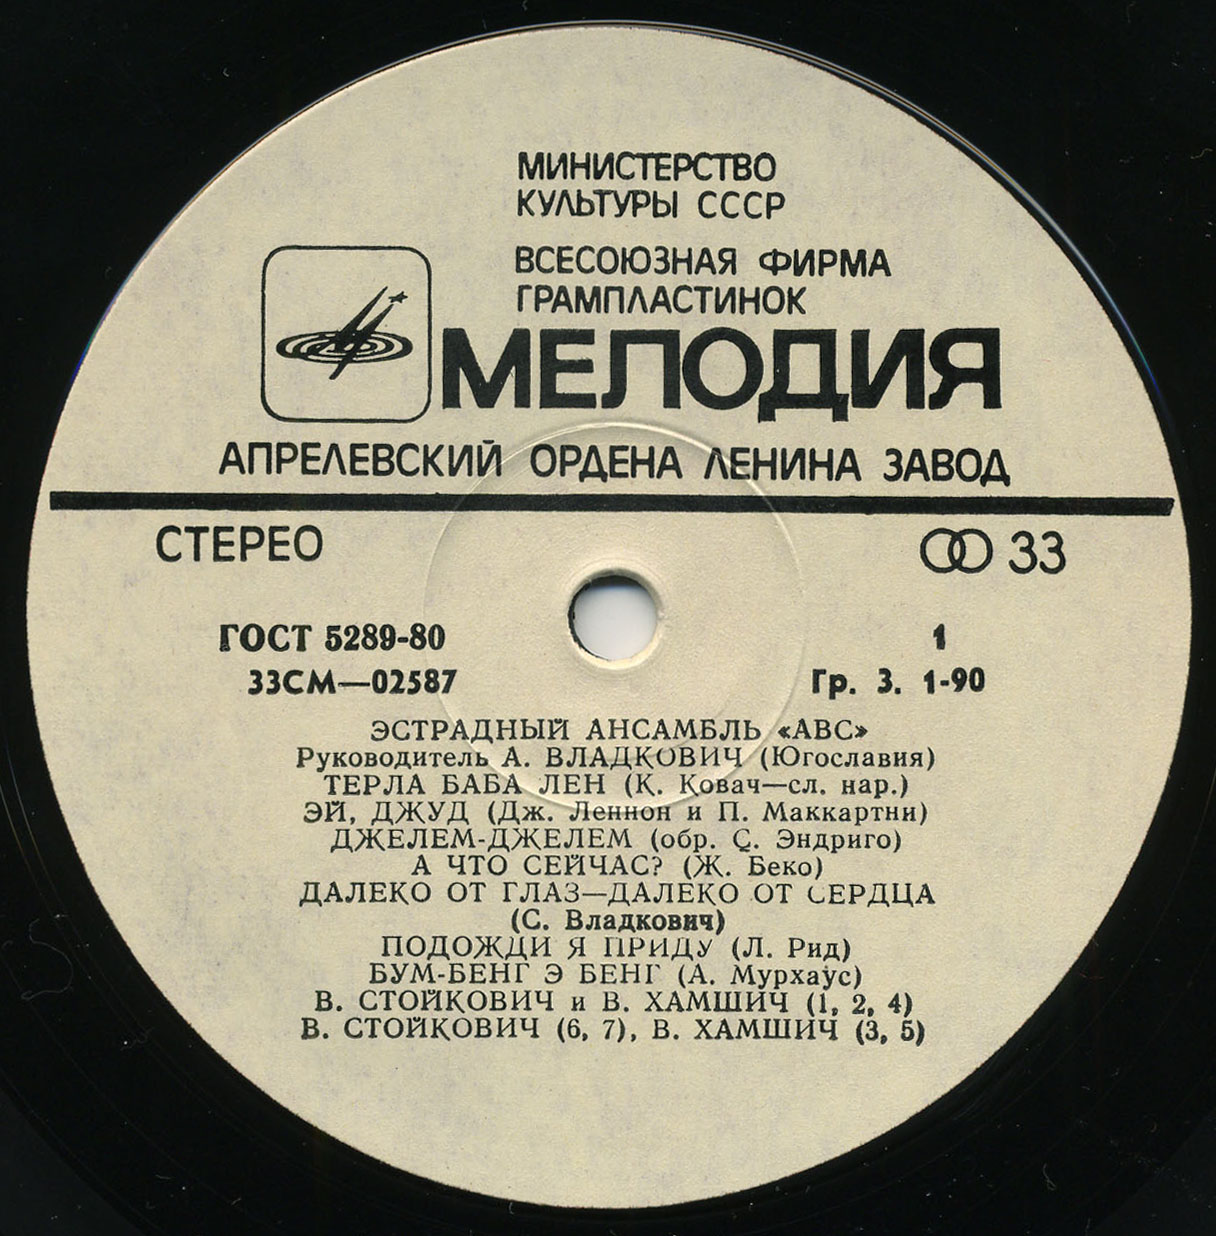 МИНИСТЕРСТВО
КУЛЬТУРЫ СССР
ВСЕСОЮЗНАЯ ФИРМА
ГРАМПЛАСТИНОК
МЕЛОДИЯ
АПРЕЛЕВСКИЙ ОРДЕНА ЛЕНИНА ЗАВОД
СТЕРЕО 33
ГОСТ 5289-80 1
33СМ—02587 Гр. 3. 1-90
ЭСТРАДНЫЙ АНСАМБЛЬ «АВС»
Руководитель А. ВЛАДКОВИЧ (Югославия)
ТЕРЛА БАБА ЛЕН (К. Ковач—сл. нар.)
ЭЙ, ДЖУД (Дж. Леннон и П. Маккартни)
ДЖЕЛЕМ-ДЖЕЛЕМ (обр. С. Эндриго)
А ЧТО СЕЙЧАС? (Ж. Беко)
ДАЛЕКО ОТ ГЛАЗ—ДАЛЕКО ОТ СЕРДЦА
(С. Владкович)
ПОДОЖДИ Я ПРИДУ (Л. Рид)
БУМ-БЕНГ Э БЕНГ (А. Мурхаус)
В. СТОЙКОВИЧ и В. ХАМШИЧ (1, 2, 4)
В. СТОЙКОВИЧ (6, 7), В. ХАМШИЧ (3, 5)